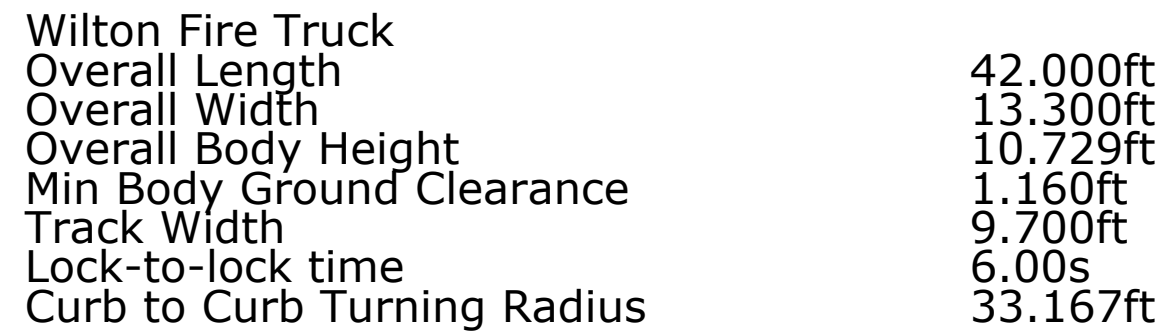 Wilton Fire Truck
Overall Length 42.000ft
Overall Width 13.300ft
Overall Body Height 10.729ft
Min Body Ground Clearance 1.160ft
Track Width 9.700ft
Lock-to-lock time 6.00s
Curb to Curb Turning Radius 33.167ft